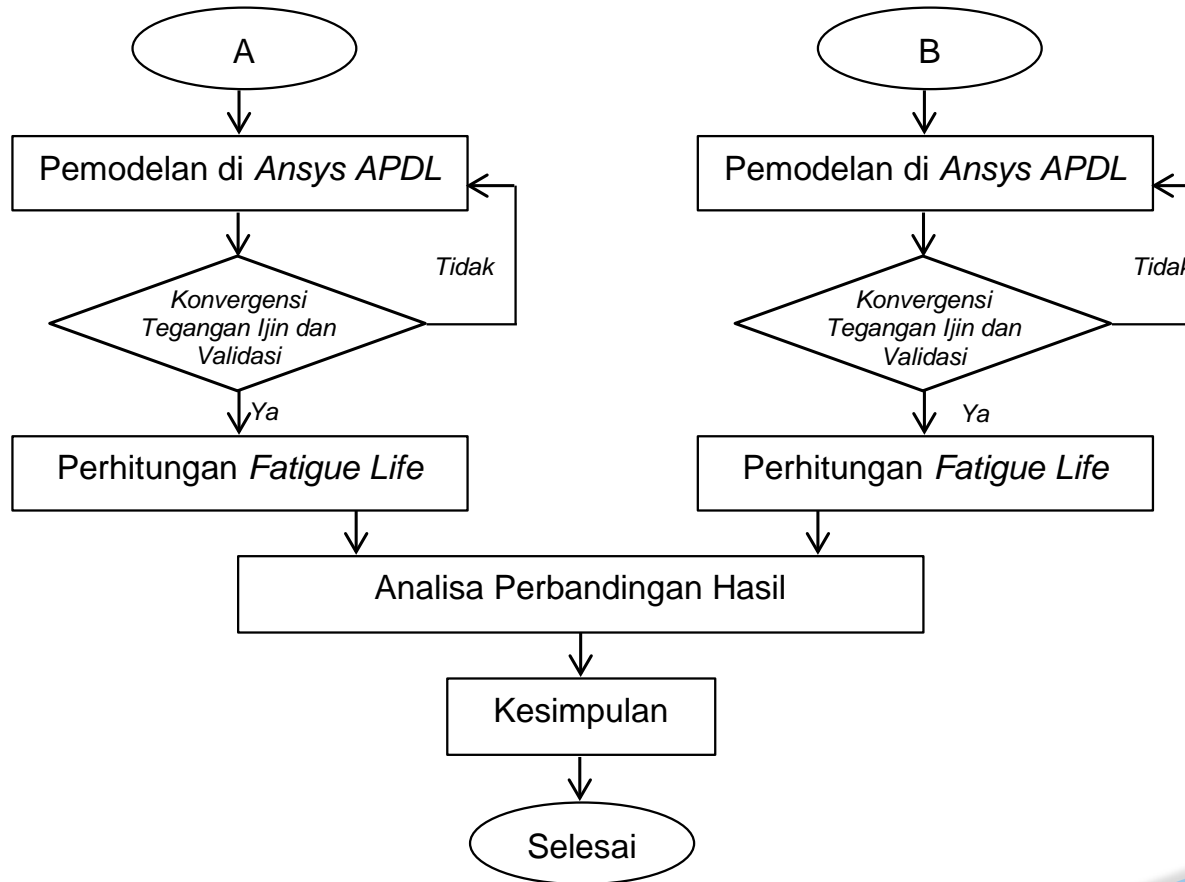 A
B
Pemodelan di Ansys APDL
Pemodelan di Ansys APDL
Konvergensi
Tegangan Ijin dan
Validasi
Tidak
Konvergensi
Tegangan Ijin dan
Validasi
Tidak
Ya
Ya
Perhitungan Fatigue Life
Perhitungan Fatigue Life
Analisa Perbandingan Hasil
Kesimpulan
Selesai